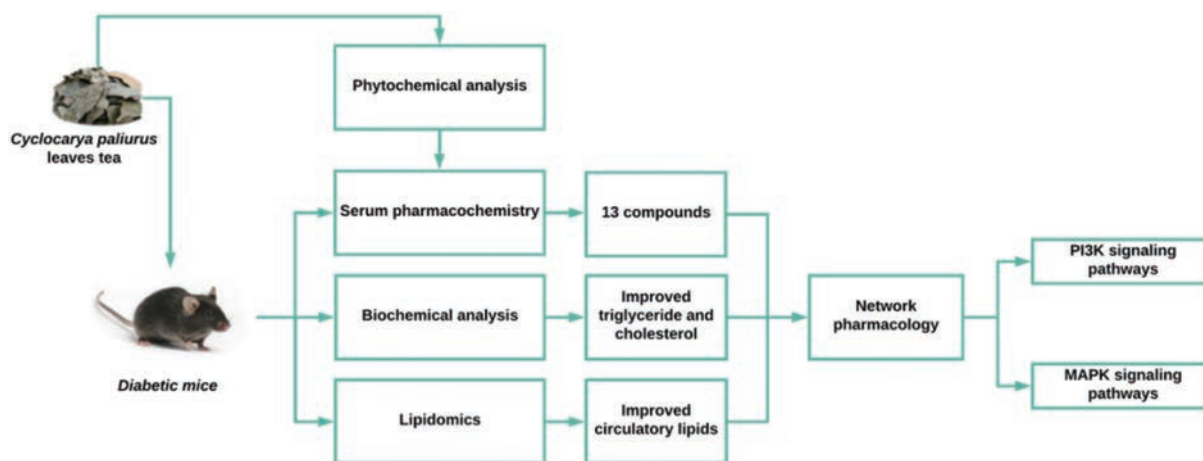 Phytochemical analysis
Cyclocarya paliurus
leaves tea
Serum pharmacochemistry
13 compounds
PI3K signaling
pathways
Biochemical analysis
Improved
triglyceride and
cholesterol
Network
pharmacology
Diabetic mice
MAPK signaling
pathways
Lipidomics
Improved
circulatory lipids